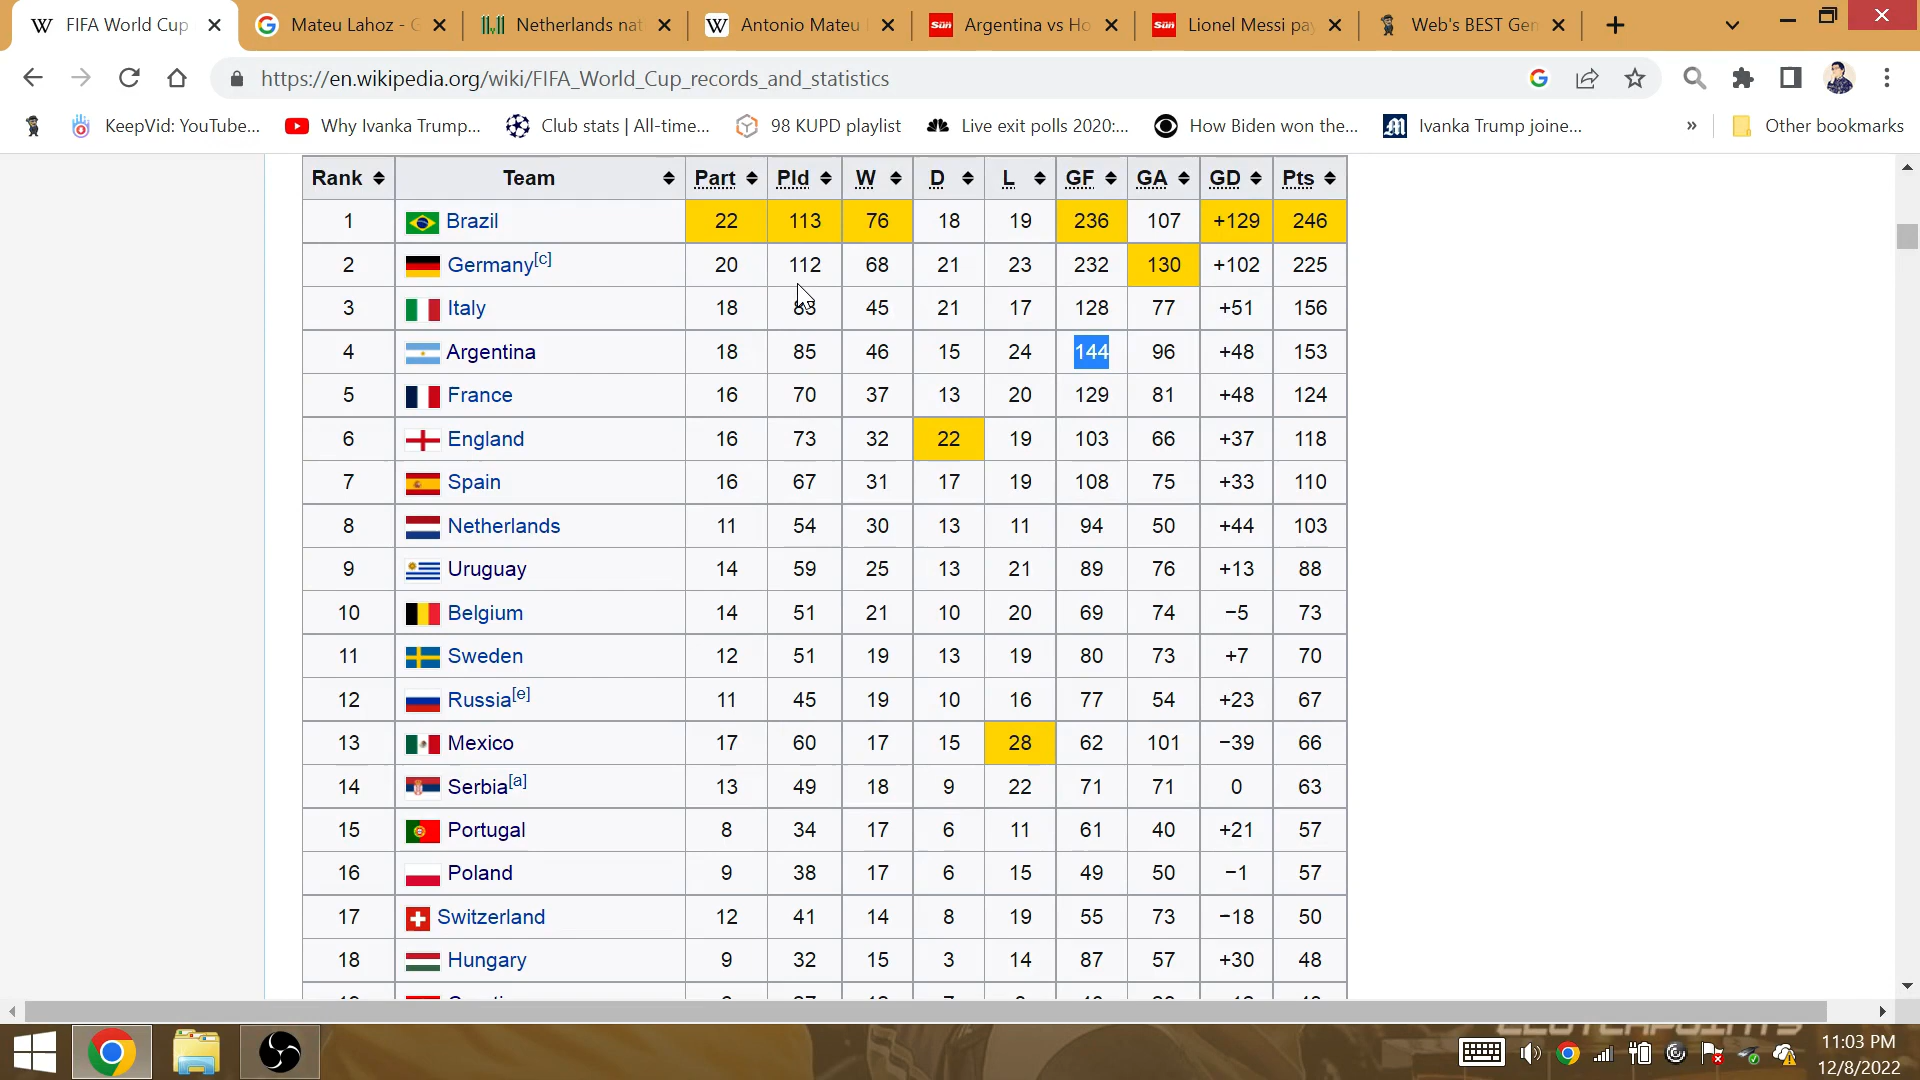 FIFA World Cup
Mateu Lahoz - G
Netherlands nat
Antonio Mateu
Argentina vs Ho
Lionel Messi pay
Web's BEST Gen
https://en.wikipedia.org/wiki/FIFA_World_Cup_records_and_statistics
KeepVid: YouTube...
Why Ivanka Trump...
Club stats | All-time...
98 KUPD playlist
Live exit polls 2020:...
How Biden won the...
Ivanka Trump joine...
» Other bookmarks
Rank Team Part Pld W D L GF GA GD Pts
1 Brazil 22 113 76 18 19 236 107 +129 246
2 Germany[c] 20 112 68 21 23 232 130 +102 225
3 Italy 18 83 45 21 17 128 77 +51 156
4 Argentina 18 85 46 15 24 144 96 +48 153
5 France 16 70 37 13 20 129 81 +48 124
6 England 16 73 32 22 19 103 66 +37 118
7 Spain 16 67 31 17 19 108 75 +33 110
8 Netherlands 11 54 30 13 11 94 50 +44 103
9 Uruguay 14 59 25 13 21 89 76 +13 88
10 Belgium 14 51 21 10 20 69 74 −5 73
11 Sweden 12 51 19 13 19 80 73 +7 70
12 Russia[e] 11 45 19 10 16 77 54 +23 67
13 Mexico 17 60 17 15 28 62 101 −39 66
14 Serbia[a] 13 49 18 9 22 71 71 0 63
15 Portugal 8 34 17 6 11 61 40 +21 57
16 Poland 9 38 17 6 15 49 50 −1 57
17 Switzerland 12 41 14 8 19 55 73 −18 50
18 Hungary 9 32 15 3 14 87 57 +30 48
11:03 PM
12/8/2022